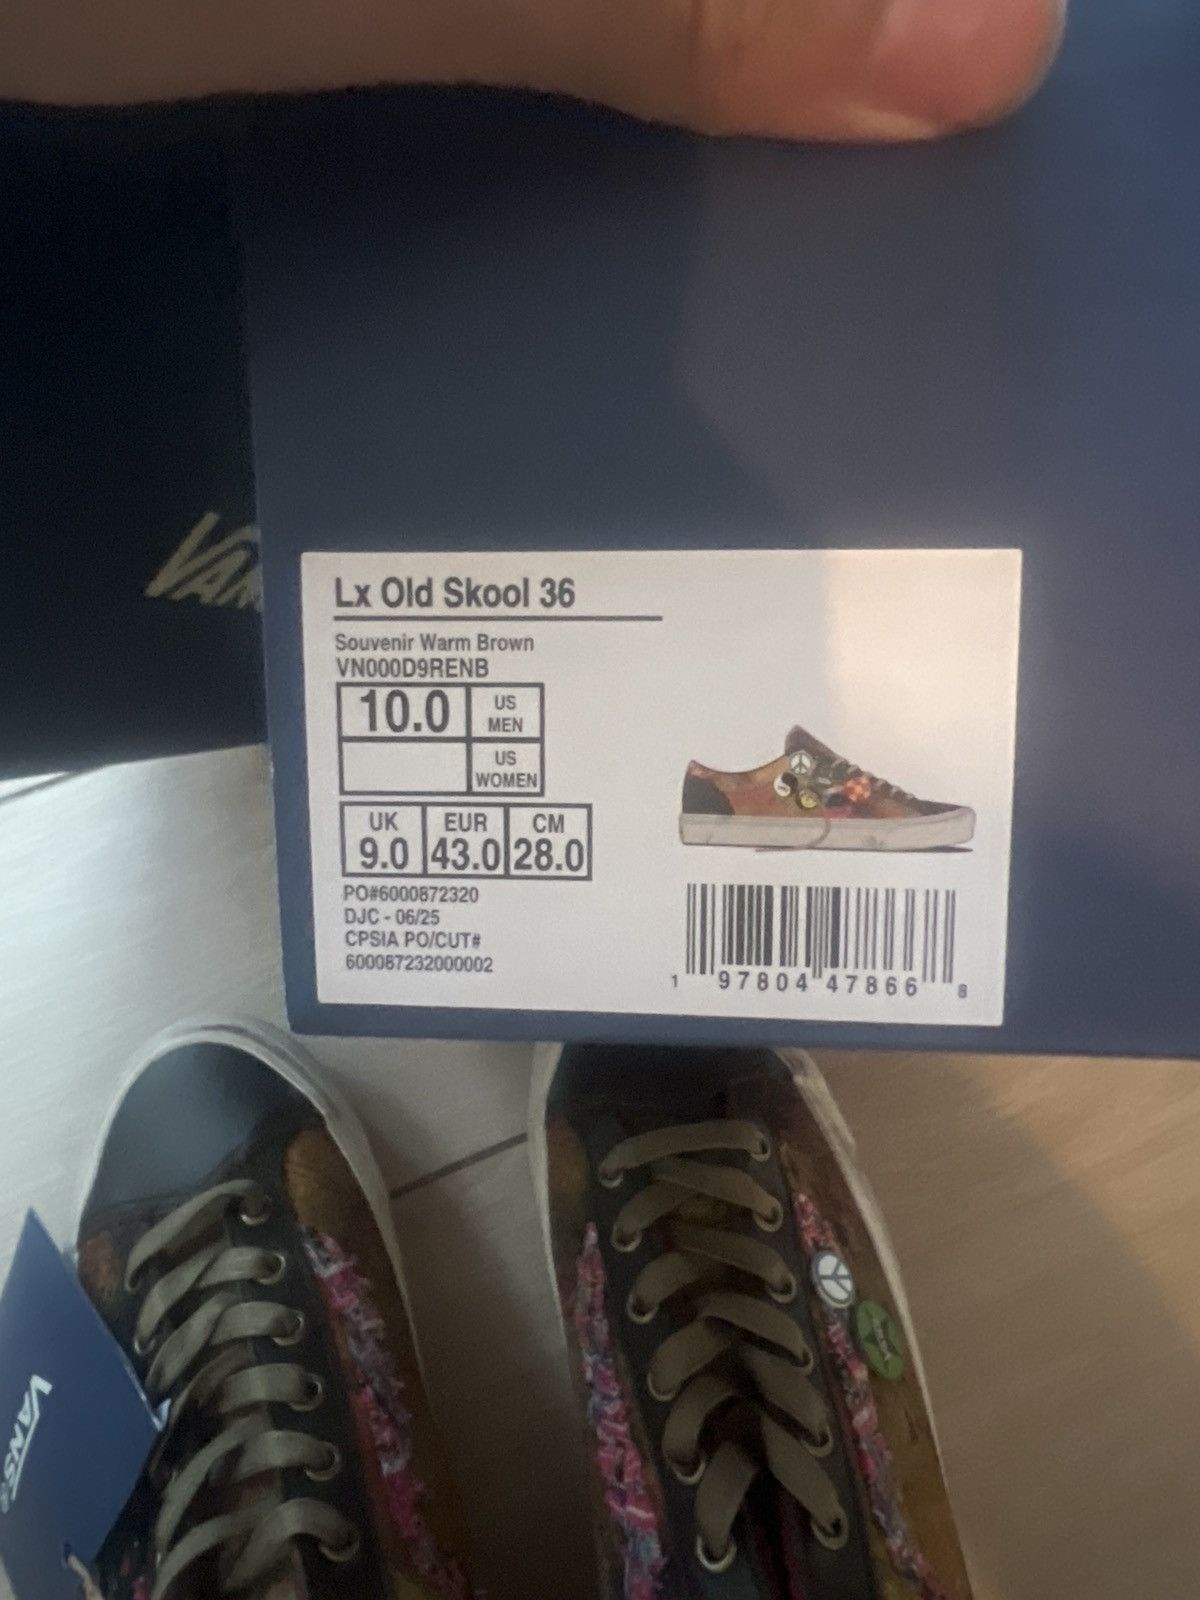 VANS
Lx Old Skool 36
Souvenir Warm Brown
VN000D9RENB
10.0 US MEN
US WOMEN
UK EUR CM
9.0 43.0 28.0
PO#6000872320
DJC - 06/25
CPSIA PO/CUT#
600087232000002
1 97804 47866 8
VANS®